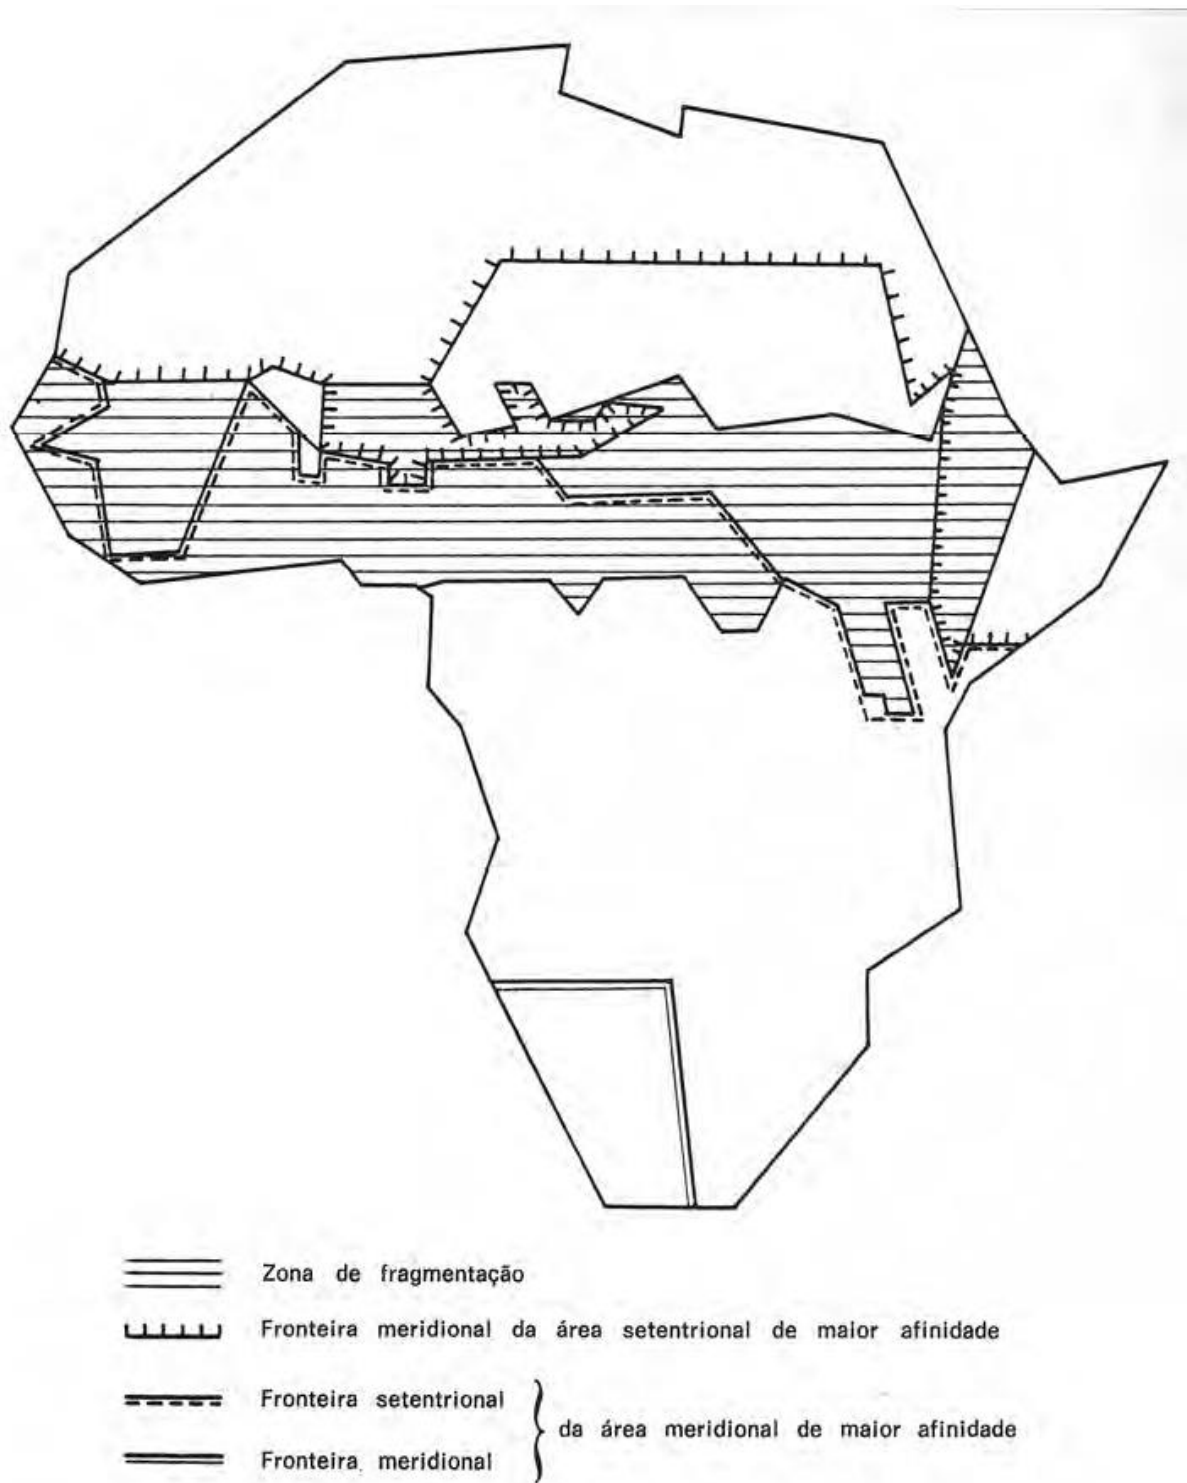 Zona de fragmentação
Fronteira meridional da área setentrional de maior afinidade
Fronteira setentrional
da área meridional de maior afinidade
Fronteira meridional